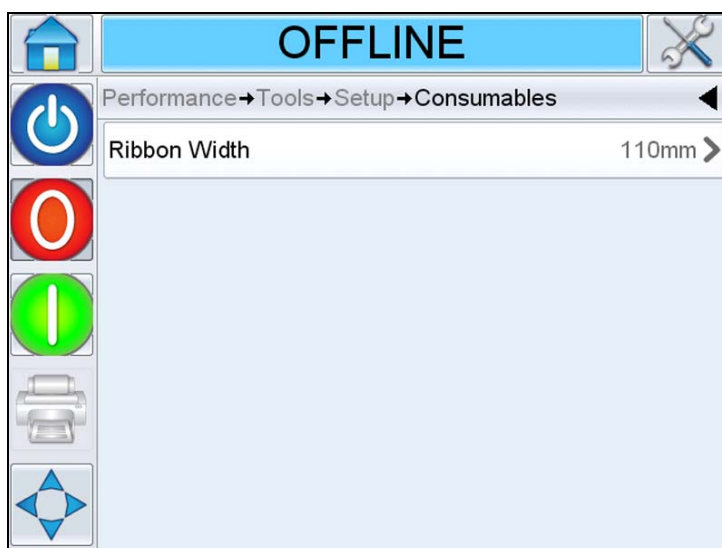 OFFLINE
Performance→Tools→Setup→Consumables
Ribbon Width 110mm